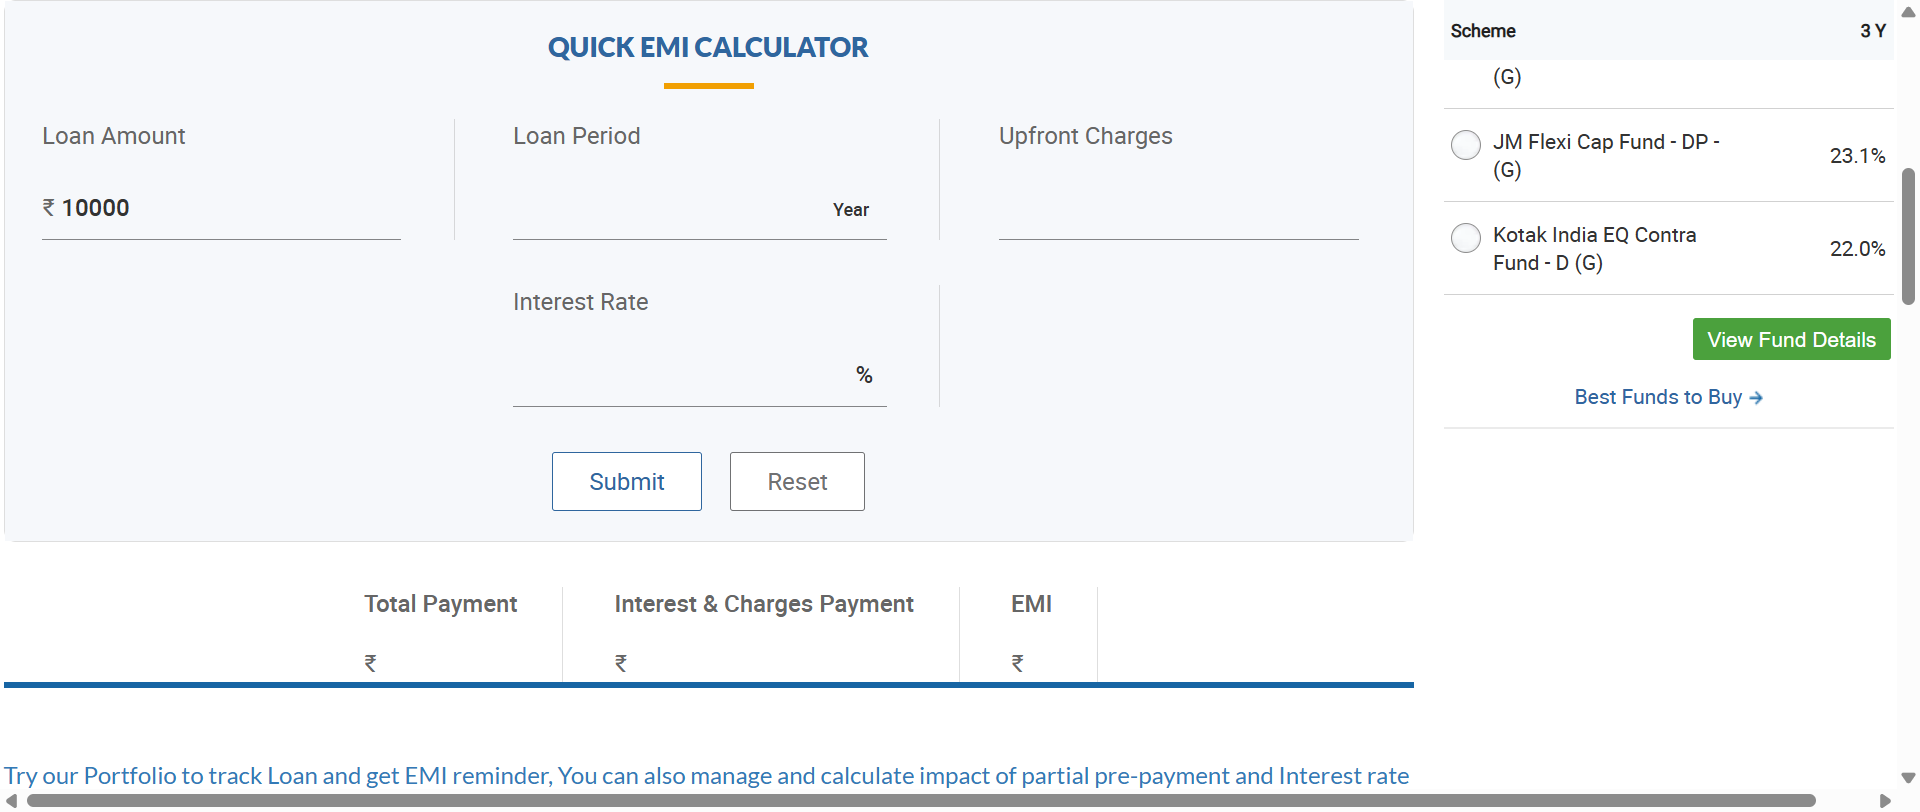 QUICK EMI CALCULATOR
Loan Amount
₹ 10000
Loan Period
Year
Upfront Charges
Interest Rate
%
Submit
Reset
Total Payment
₹
Interest & Charges Payment
₹
EMI
₹
Try our Portfolio to track Loan and get EMI reminder, You can also manage and calculate impact of partial pre-payment and Interest rate
Scheme 3 Y
(G)
JM Flexi Cap Fund - DP -
(G)
23.1%
Kotak India EQ Contra
Fund - D (G)
22.0%
View Fund Details
Best Funds to Buy →